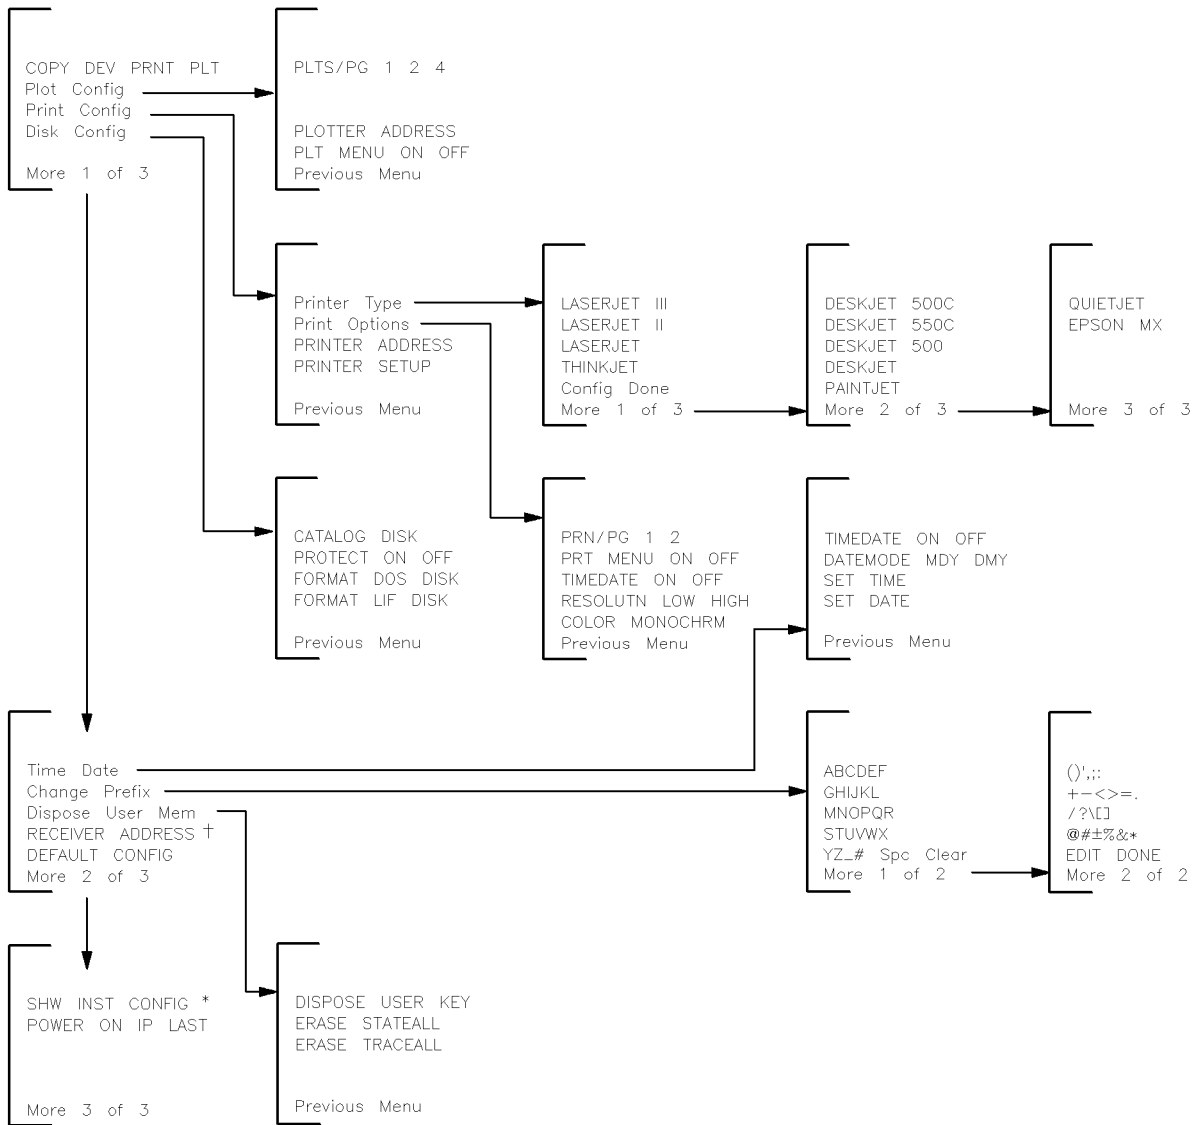 COPY DEV PRNT PLT
Plot Config
Print Config
Disk Config
More 1 of 3
PLTS/PG 1 2 4
PLOTTER ADDRESS
PLT MENU ON OFF
Previous Menu
Printer Type
Print Options
PRINTER ADDRESS
PRINTER SETUP
Previous Menu
LASERJET III
LASERJET II
LASERJET
THINKJET
Config Done
More 1 of 3
DESKJET 500C
DESKJET 550C
DESKJET 500
DESKJET
PAINTJET
More 2 of 3
QUIETJET
EPSON MX
More 3 of 3
CATALOG DISK
PROTECT ON OFF
FORMAT DOS DISK
FORMAT LIF DISK
Previous Menu
PRN/PG 1 2
PRT MENU ON OFF
TIMEDATE ON OFF
RESOLUTN LOW HIGH
COLOR MONOCHRM
Previous Menu
TIMEDATE ON OFF
DATEMODE MDY DMY
SET TIME
SET DATE
Previous Menu
Time Date
Change Prefix
Dispose User Mem
RECEIVER ADDRESS †
DEFAULT CONFIG
More 2 of 3
ABCDEF
GHIJKL
MNOPQR
STUVWX
YZ_# Spc Clear
More 1 of 2
()',;:
+−<>=.
/?\[]
@#±%&*
EDIT DONE
More 2 of 2
SHW INST CONFIG *
POWER ON IP LAST
More 3 of 3
DISPOSE USER KEY
ERASE STATEALL
ERASE TRACEALL
Previous Menu